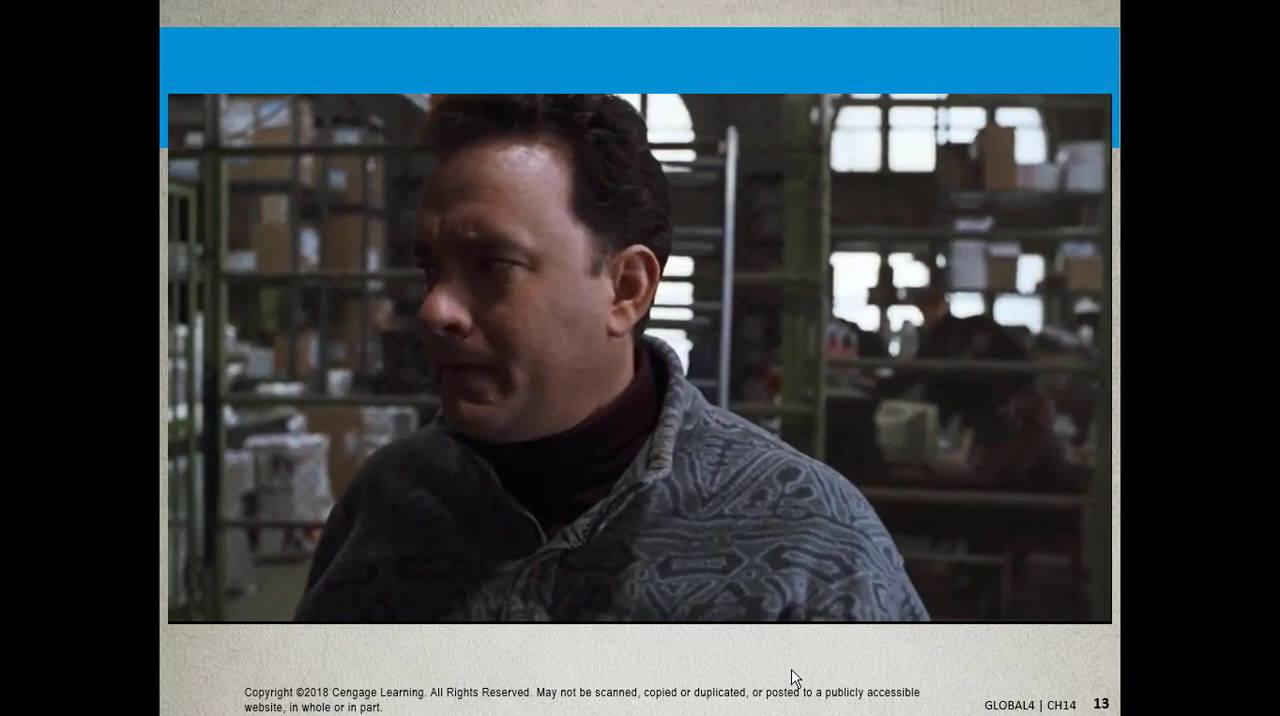 Copyright ©2018 Cengage Learning. All Rights Reserved. May not be scanned, copied or duplicated, or posted to a publicly accessible
website, in whole or in part.
GLOBAL4 | CH14 13